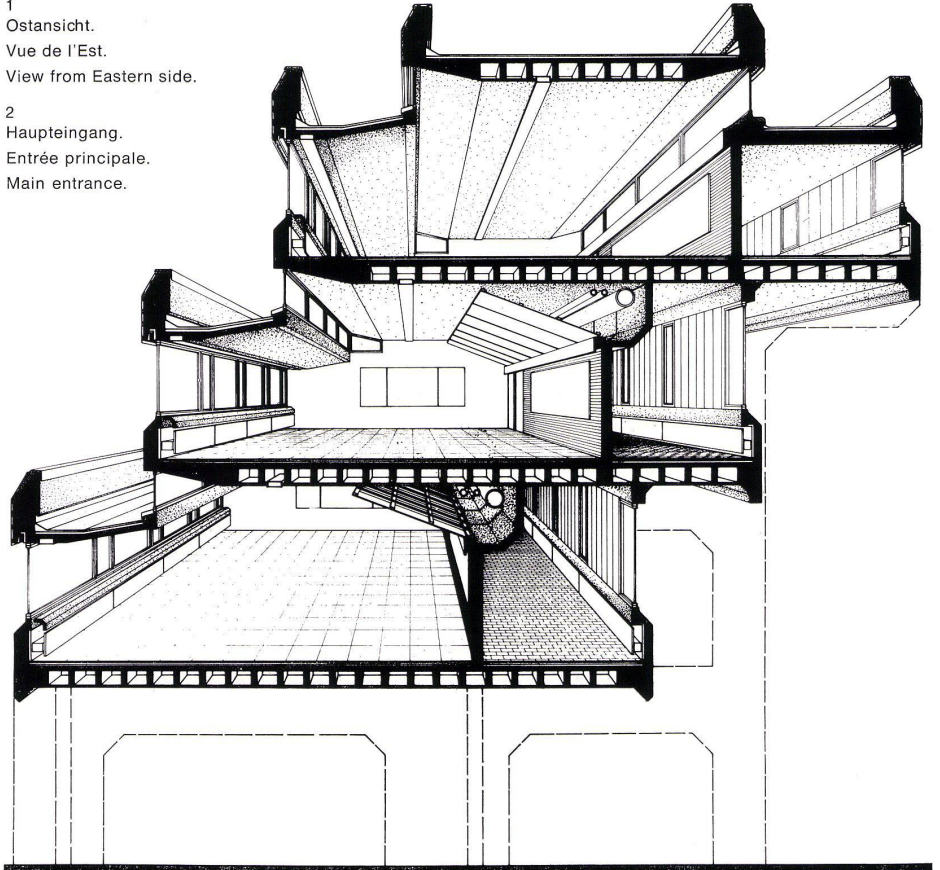 1
Ostansicht.
Vue de l'Est.
View from Eastern side.
2
Haupteingang.
Entrée principale.
Main entrance.